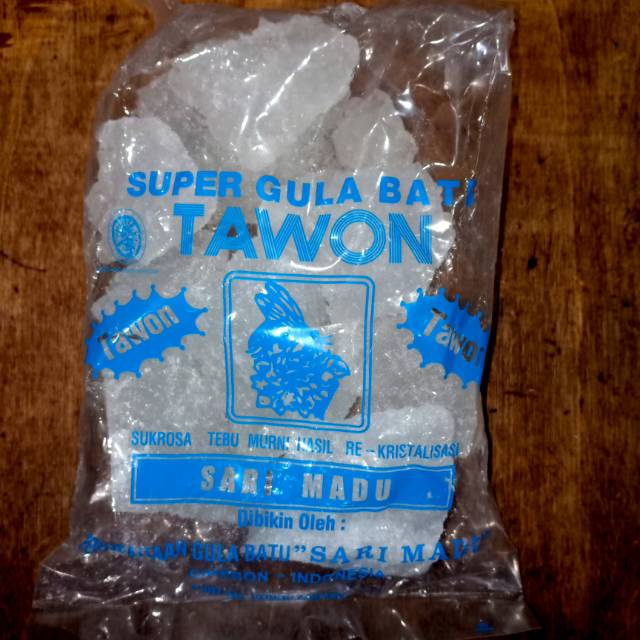 SUPER GULA BATU
TAWON
Tawon
Tawon
SUKROSA TEBU MURNI HASIL RE-KRISTALISASI
SARI MADU
Dibikin Oleh :
GULA BATU "SARI MADU"
CIREBON - INDONESIA